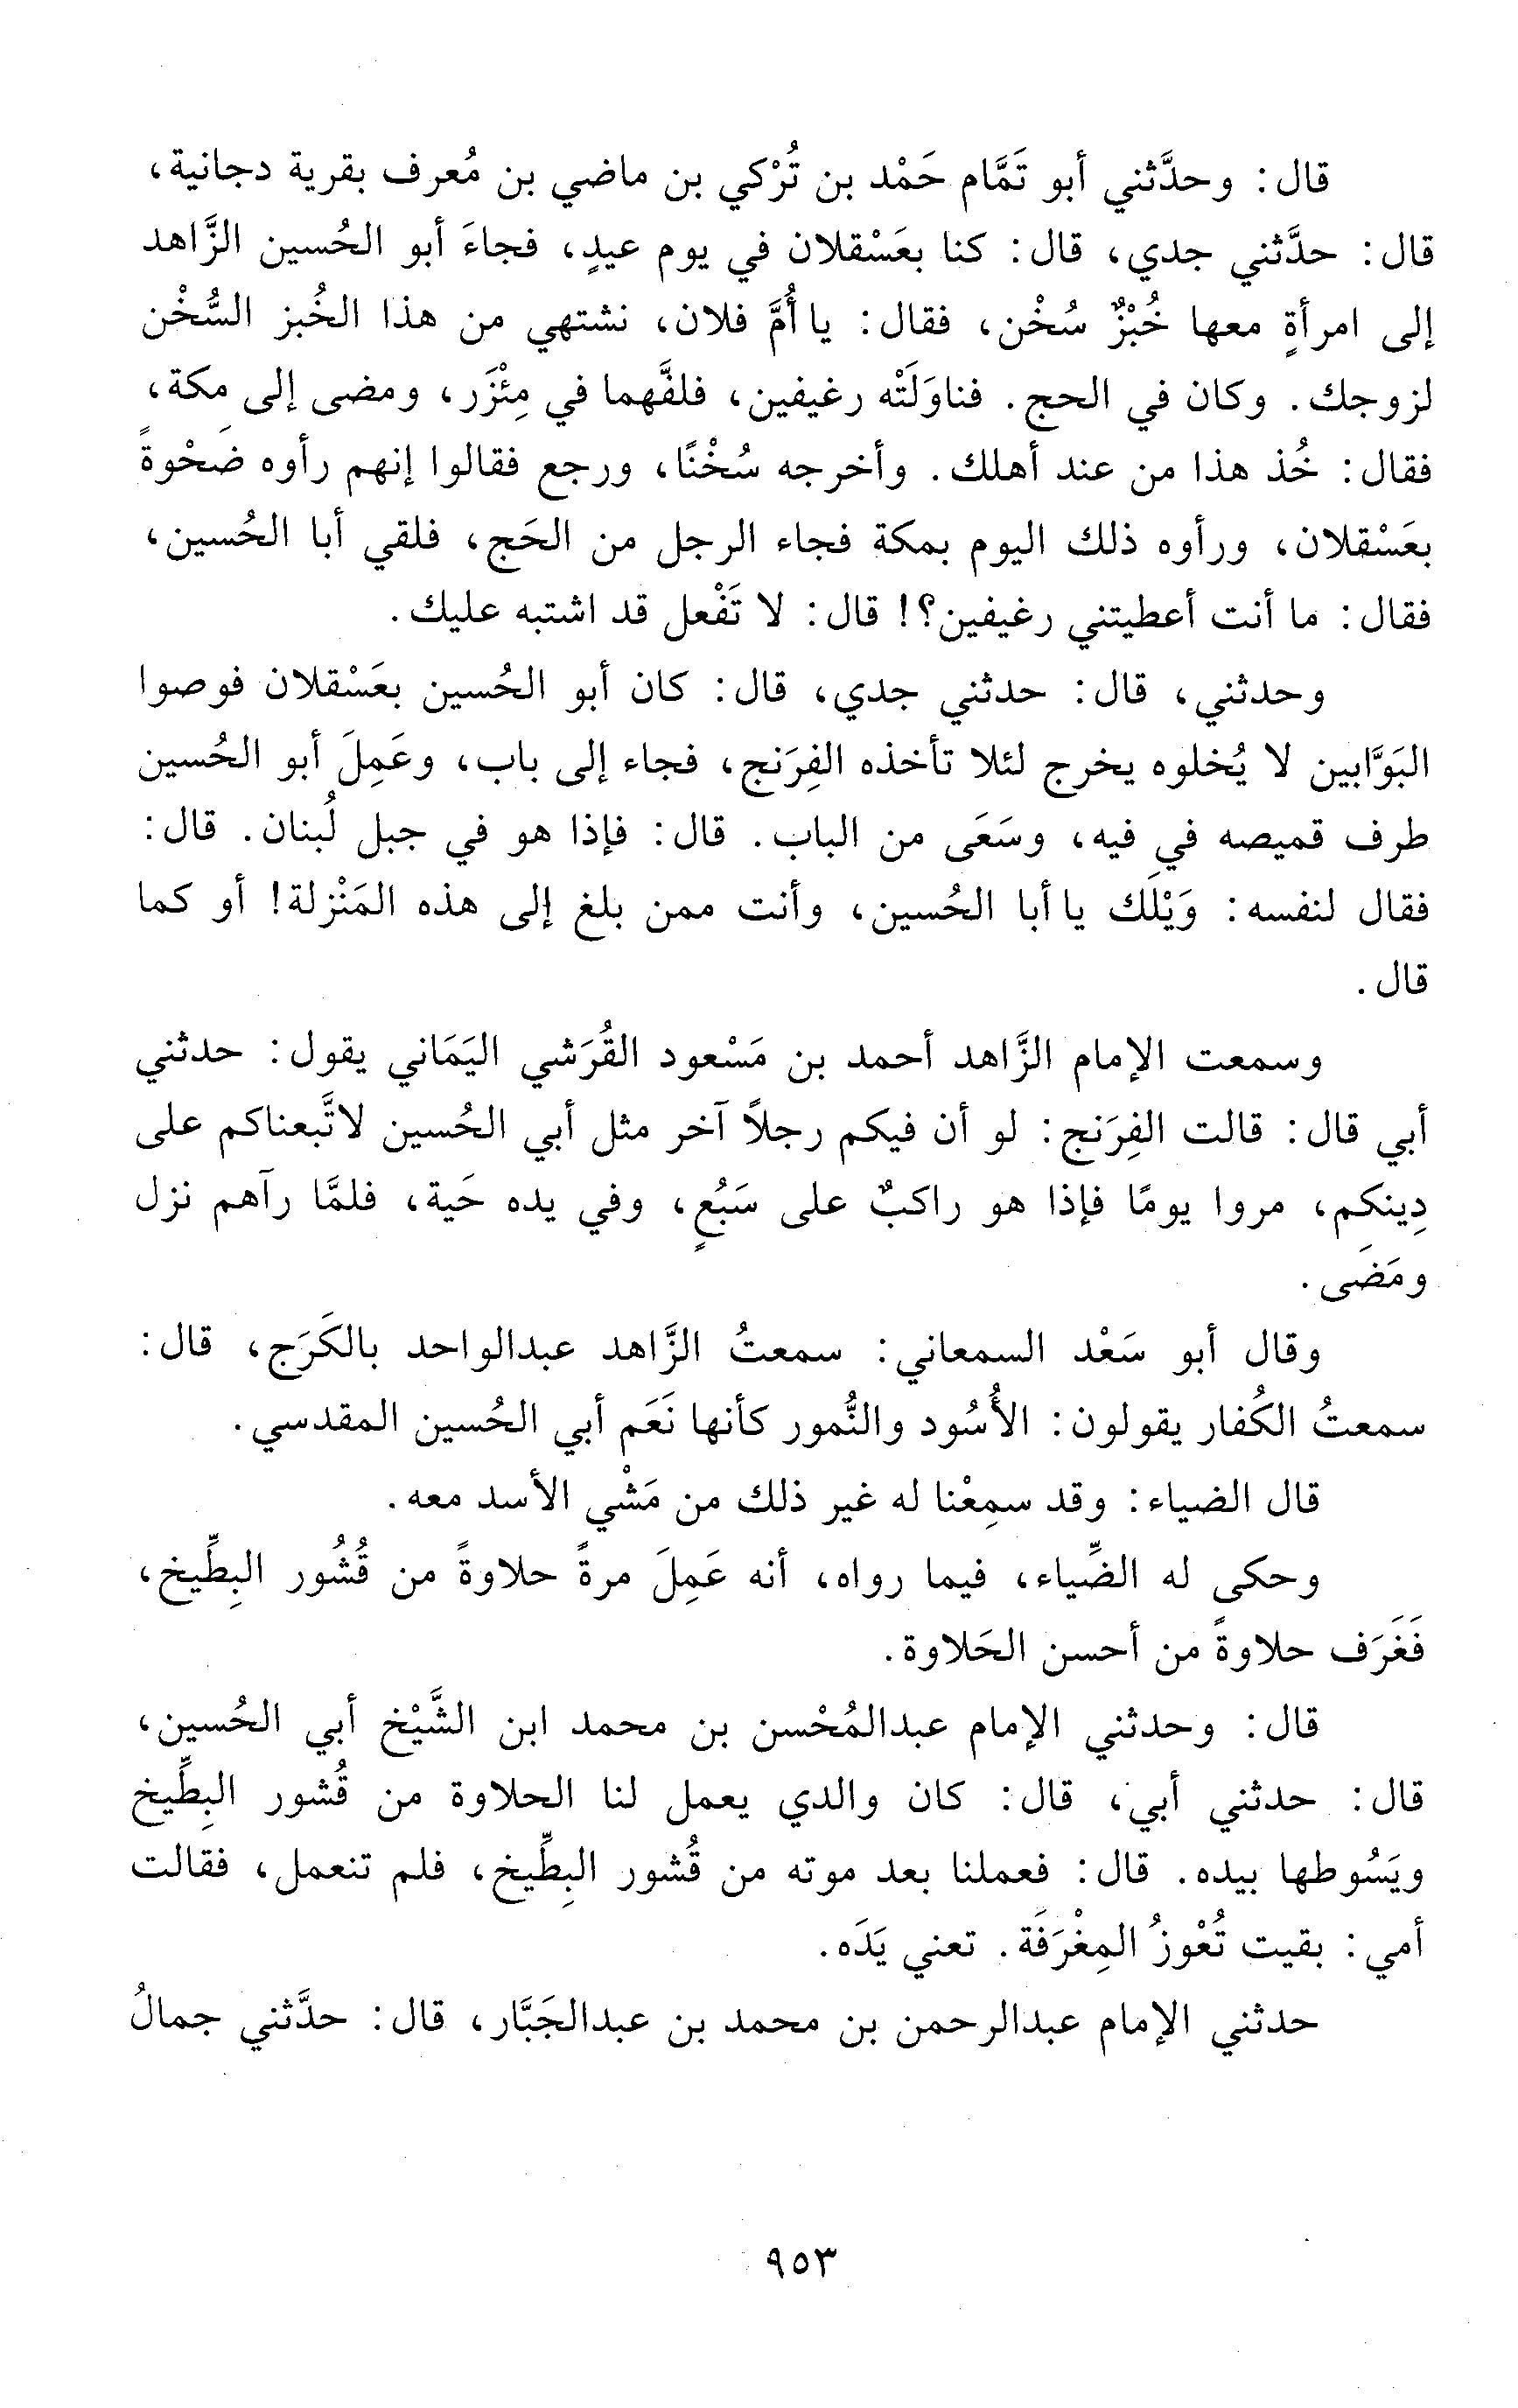 قال: وحدَّثني أبو تَمَّام حَمْد بن تُرْكي بن ماضي بن مُعرف بقرية دجانية،
قال: حدَّثني جدي، قال: كنا بعَسْقلان في يوم عيدٍ، فجاءَ أبو الحُسين الزَّاهد
إلى امرأةٍ معها خُبْزٌ سُخْن، فقال: يا أُمَّ فلان، نشتهي من هذا الخُبز السُّخْن
لزوجك. وكان في الحج. فناوَلَتْه رغيفين، فلفَّهما في مِئْزَر، ومضى إلى مكة،
فقال: خُذ هذا من عند أهلك. وأخرجه سُخْنًا، ورجع فقالوا إنهم رأوه ضَحْوةً
بعَسْقلان، ورأوه ذلك اليوم بمكة فجاء الرجل من الحَج، فلقي أبا الحُسين،
فقال: ما أنت أعطيتني رغيفين؟! قال: لا تَفْعل قد اشتبه عليك.
وحدثني، قال: حدثني جدي، قال: كان أبو الحُسين بعَسْقلان فوصوا
البَوَّابين لا يُخلوه يخرج لئلا تأخذه الفِرَنج، فجاء إلى باب، وعَمِلَ أبو الحُسين
طرف قميصه في فيه، وسَعَى من الباب. قال: فإذا هو في جبل لُبنان. قال:
فقال لنفسه: وَيْلَك يا أبا الحُسين، وأنت ممن بلغ إلى هذه المَنْزلة! أو كما
قال.
وسمعت الإمام الزَّاهد أحمد بن مَسْعود القُرَشي اليَمَاني يقول: حدثني
أبي قال: قالت الفِرَنج: لو أن فيكم رجلاً آخر مثل أبي الحُسين لاتَّبعناكم على
دِينكم، مروا يومًا فإذا هو راكبٌ على سَبُعٍ، وفي يده حَية، فلمَّا رآهم نزل
ومَضَى.
وقال أبو سَعْد السمعاني: سمعتُ الزَّاهد عبدالواحد بالكَرَج، قال:
سمعتُ الكُفار يقولون: الأُسُود والنُّمور كأنها نَعَم أبي الحُسين المقدسي.
قال الضياء: وقد سمِعْنا له غير ذلك من مَشْي الأسد معه.
وحكى له الضِّياء، فيما رواه، أنه عَمِلَ مرةً حلاوةً من قُشُور البِطِّيخ،
فَغَرَف حلاوةً من أحسن الحَلاوة.
قال: وحدثني الإمام عبدالمُحْسن بن محمد ابن الشَّيْخ أبي الحُسين،
قال: حدثني أبي، قال: كان والدي يعمل لنا الحلاوة من قُشور البِطِّيخ
ويَسُوطها بيده. قال: فعملنا بعد موته من قُشور البِطِّيخ، فلم تنعمل، فقالت
أمي: بقيت تُعْوزُ المِغْرَفَة. تعني يَدَه.
حدثني الإمام عبدالرحمن بن محمد بن عبدالجَبَّار، قال: حدَّثني جمالُ
٩٥٣